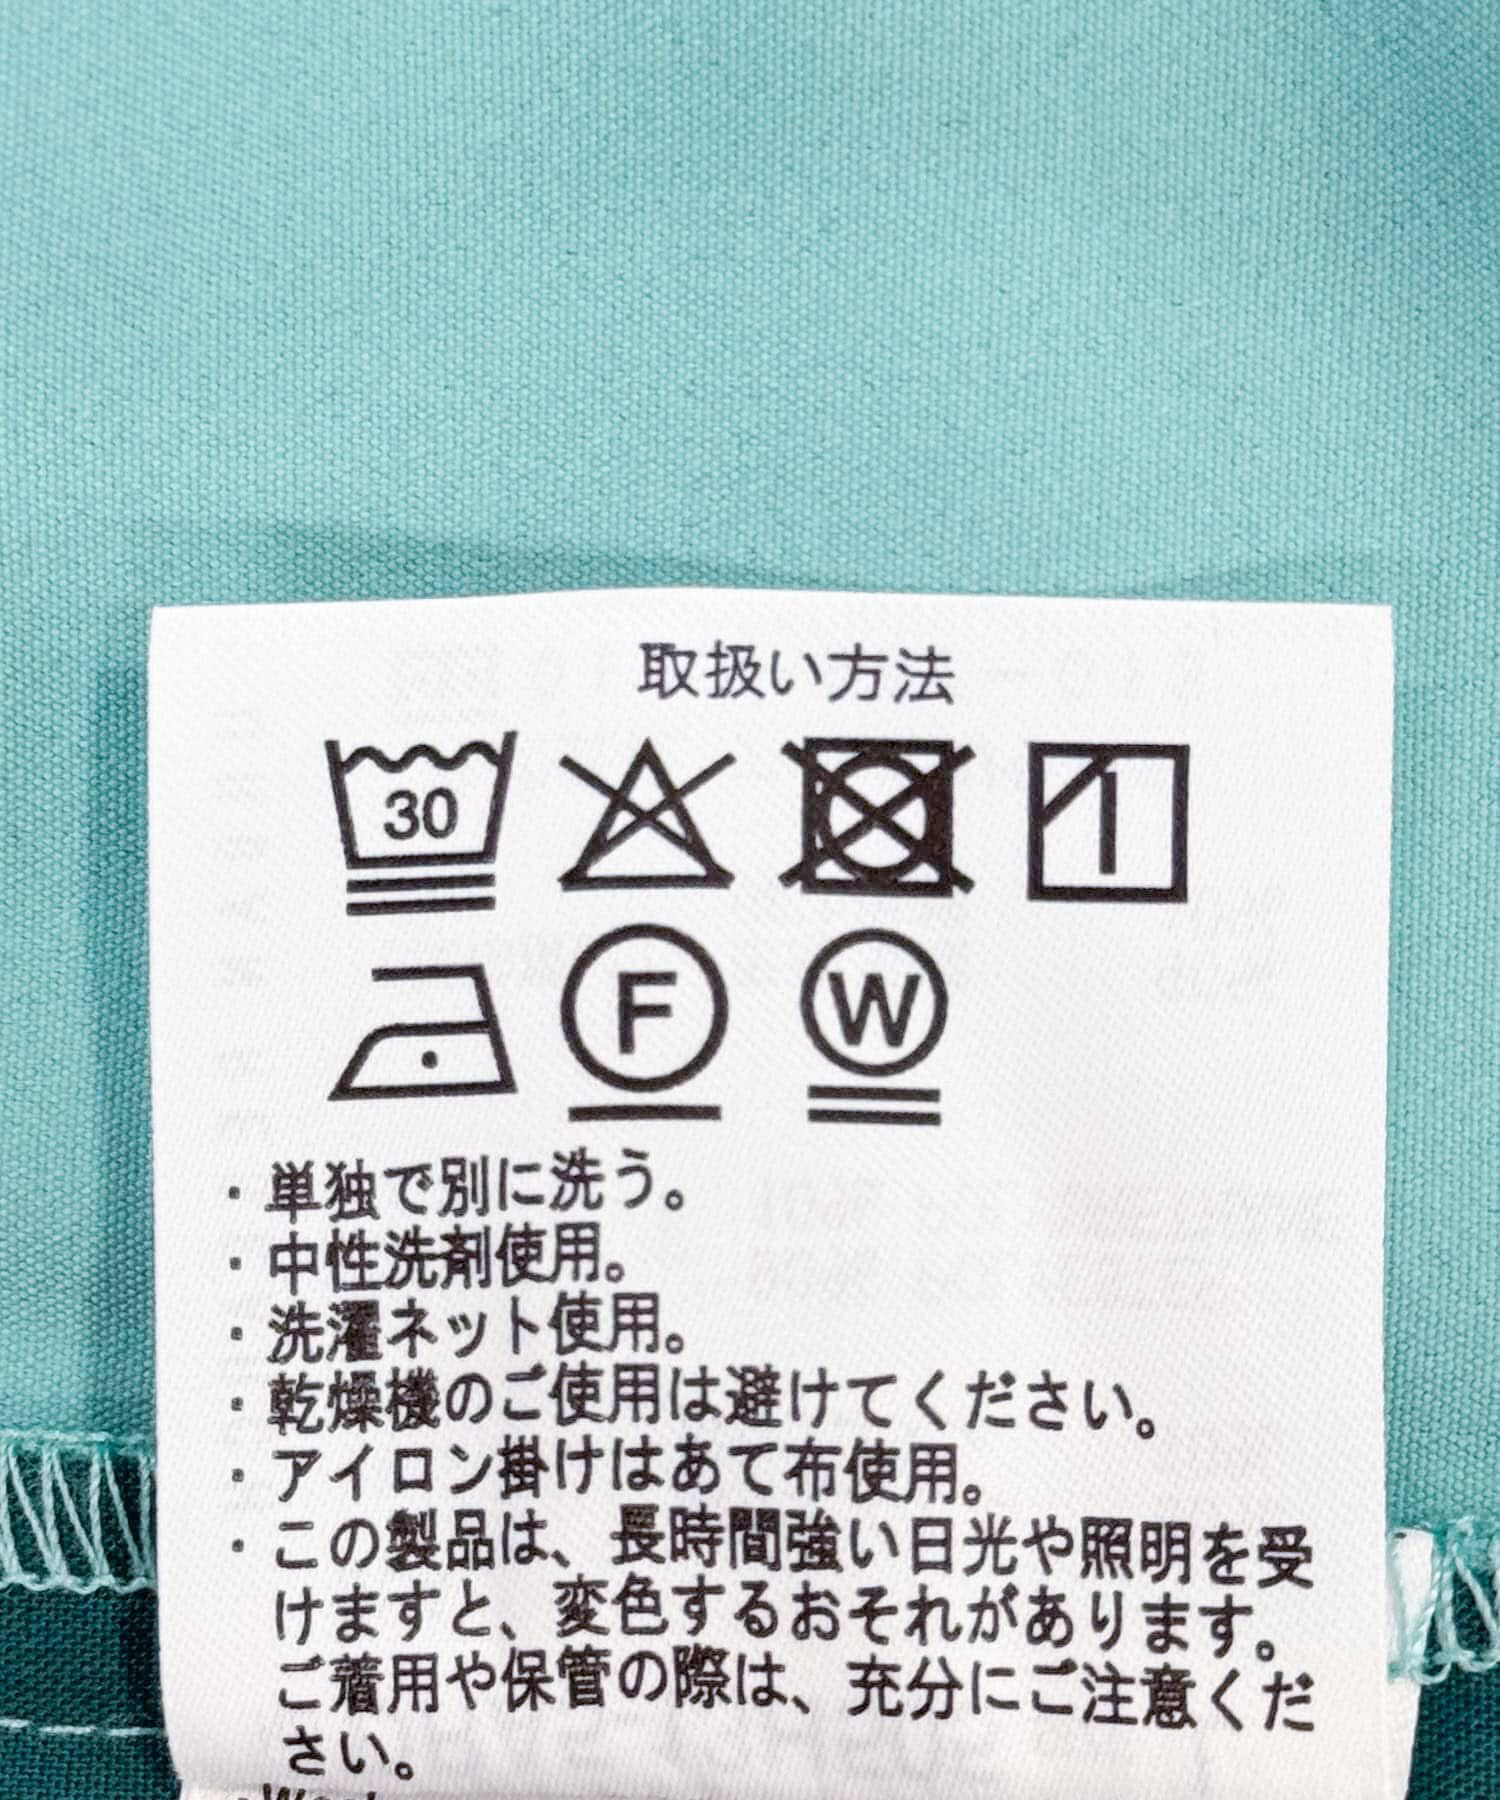 取扱い方法
30
F W
・単独で別に洗う。
・中性洗剤使用。
・洗濯ネット使用。
・乾燥機のご使用は避けてください。
・アイロン掛けはあて布使用。
・この製品は、長時間強い日光や照明を受
けますと、変色するおそれがあります。
ご着用や保管の際は、充分にご注意くだ
さい。